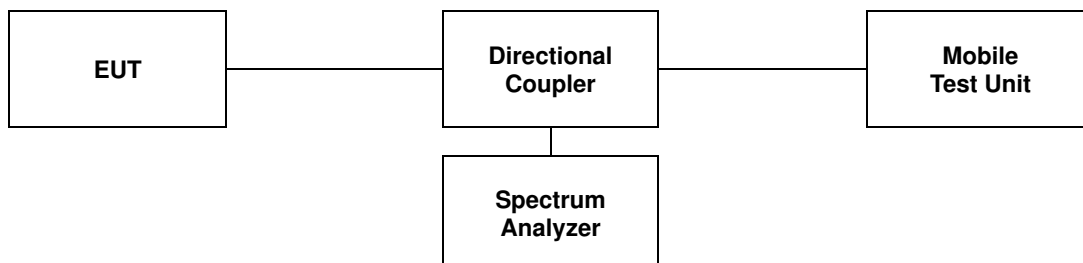 EUT
Directional
Coupler
Mobile
Test Unit
Spectrum
Analyzer